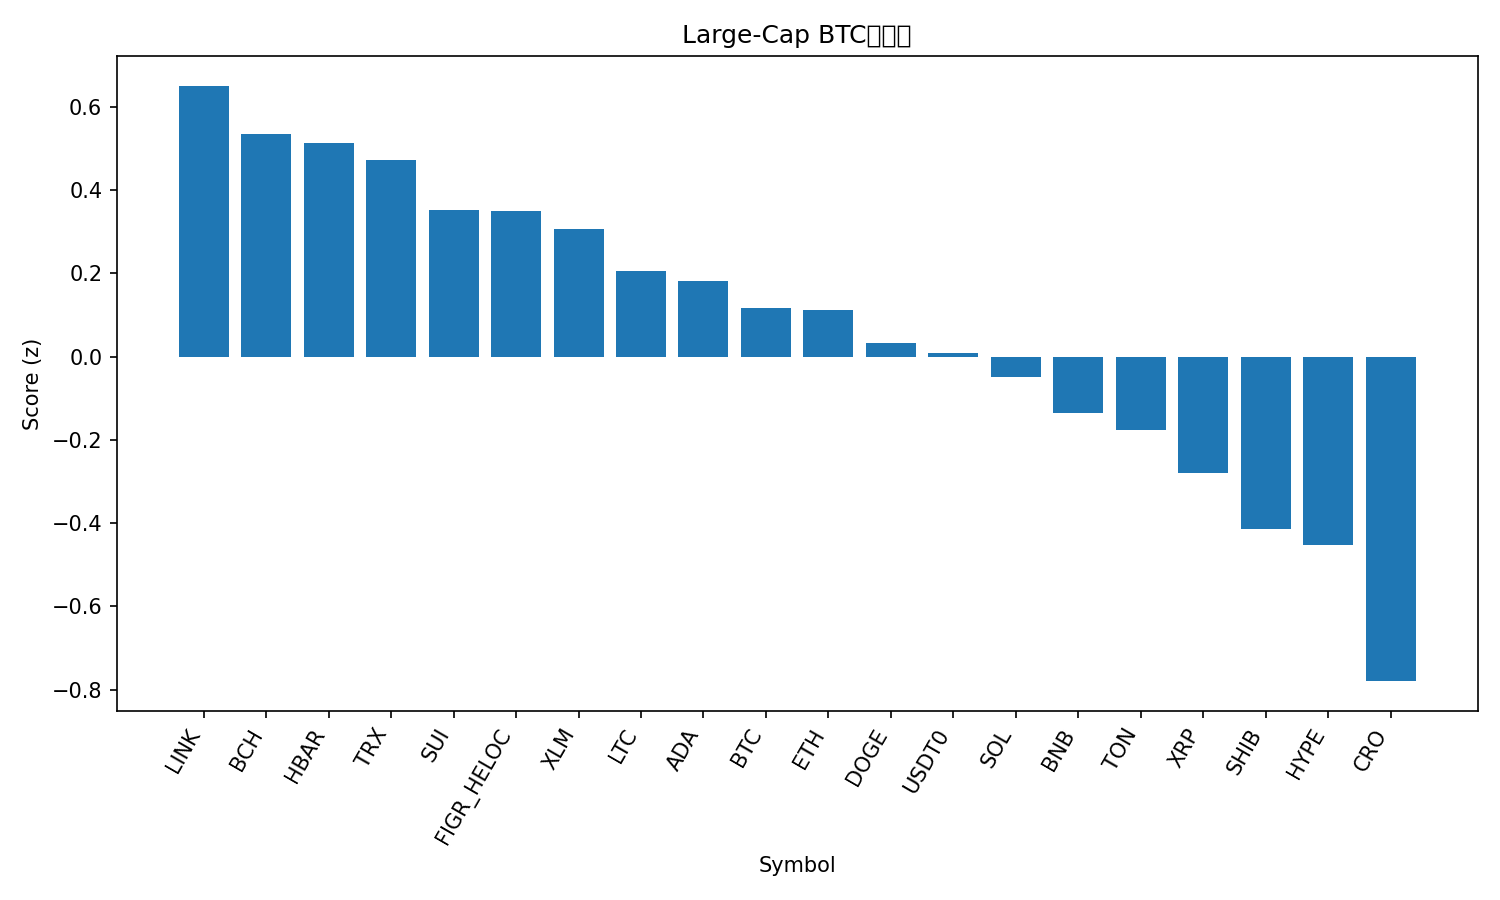 Large-Cap BTC
0.6
0.4
0.2
0.0
−0.2
−0.4
−0.6
−0.8
Score (z)
LINK
BCH
HBAR
TRX
SUI
FIGR_HELOC
XLM
LTC
ADA
BTC
ETH
DOGE
USDT0
SOL
BNB
TON
XRP
SHIB
HYPE
CRO
Symbol